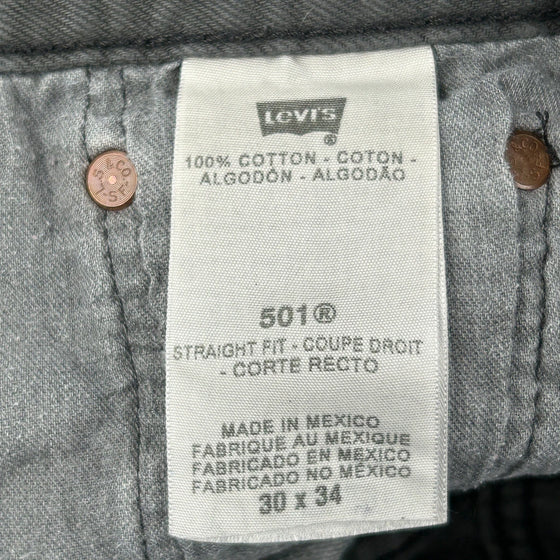 Levi's
®
100% COTTON - COTON -
ALGODÓN - ALGODÃO
501®
STRAIGHT FIT - COUPE DROIT
- CORTE RECTO
MADE IN MEXICO
FABRIQUE AU MEXIQUE
FABRICADO EN MEXICO
FABRICADO NO MÉXICO
30 x 34
L.S.&CO.
-S.F-